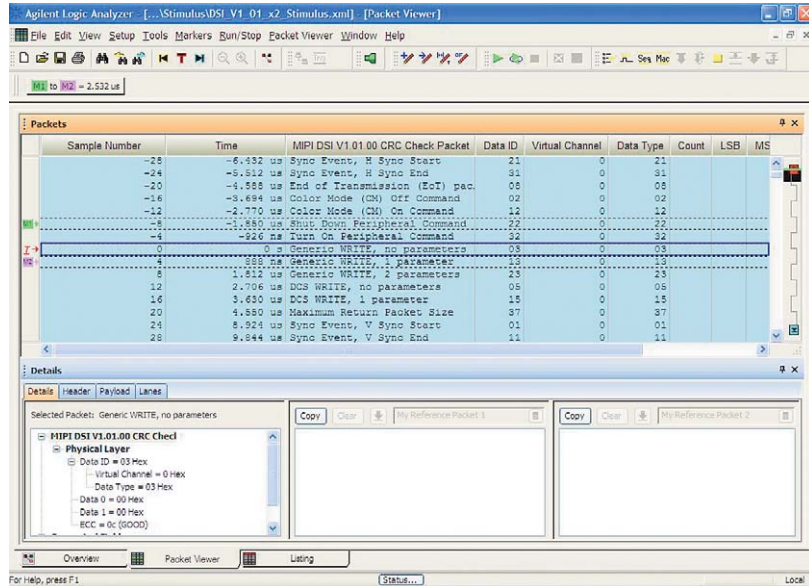 Agilent Logic Analyzer - [...\Stimulus\DSI_V1_01_x2_Stimulus.xml] - [Packet Viewer]
File Edit View Setup Tools Markers Run/Stop Packet Viewer Window Help
Seq Mac
M1 to M2 = 2.532 us
Packets
Sample Number Time MIPI DSI V1.01.00 CRC Check Packet Data ID Virtual Channel Data Type Count LSB MS
-28 -6.432 us Sync Event, H Sync Start 21 0 21
-24 -5.512 us Sync Event, H Sync End 31 0 31
-20 -4.588 us End of Transmission (EoT) pac. 08 0 08
-16 -3.694 us Color Mode (CM) Off Command 02 0 02
-12 -2.770 us Color Mode (CM) On Command 12 0 12
M1 -8 -1.850 us Shut Down Peripheral Command 22 0 22
-4 -926 ns Turn On Peripheral Command 32 0 32
T 0 0 s Generic WRITE, no parameters 03 0 03
M2 4 888 ns Generic WRITE, 1 parameter 13 0 13
8 1.812 us Generic WRITE, 2 parameters 23 0 23
12 2.706 us DCS WRITE, no parameters 05 0 05
16 3.630 us DCS WRITE, 1 parameter 15 0 15
20 4.550 us Maximum Return Packet Size 37 0 37
24 8.924 us Sync Event, V Sync Start 01 0 01
28 9.844 us Sync Event, V Sync End 11 0 11
Details
Details Header Payload Lanes
Selected Packet: Generic WRITE, no parameters
MIPI DSI V1.01.00 CRC Checl
Physical Layer
Data ID = 03 Hex
Virtual Channel = 0 Hex
Data Type = 03 Hex
Data 0 = 00 Hex
Data 1 = 00 Hex
ECC = 0c (GOOD)
Copy Clear My Reference Packet 1
Copy Clear My Reference Packet 2
Overview Packet Viewer Listing
For Help, press F1 Status... Local